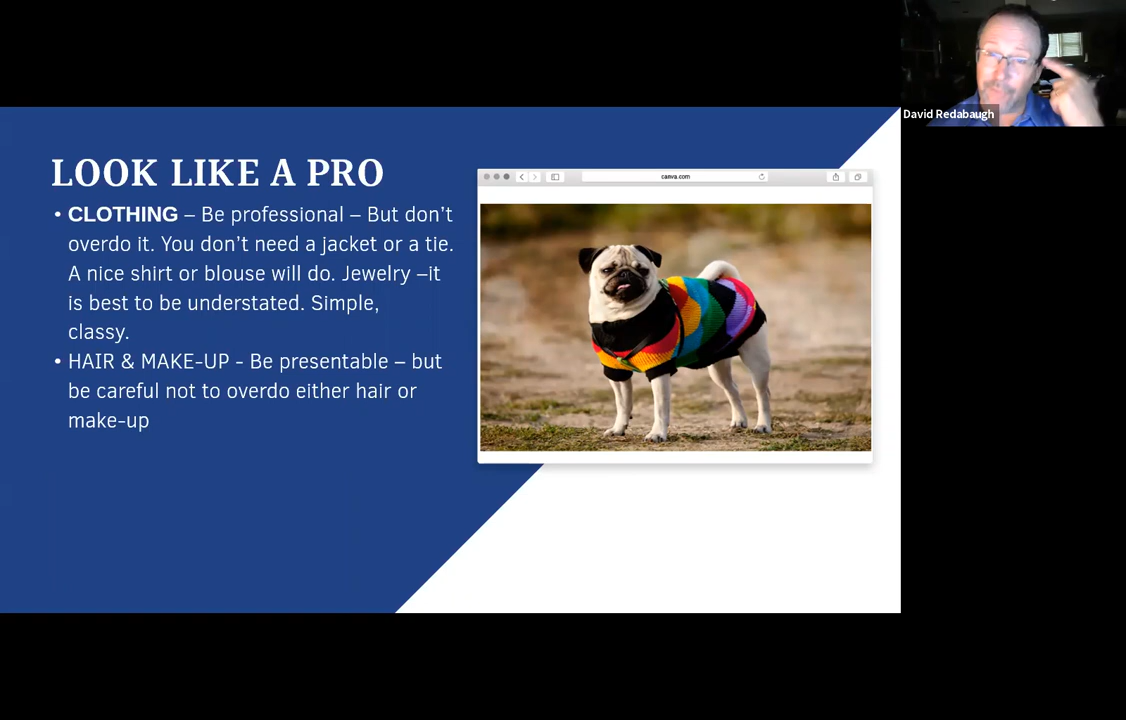 David Redabaugh
LOOK LIKE A PRO
canva.com
• CLOTHING – Be professional – But don't
overdo it. You don't need a jacket or a tie.
A nice shirt or blouse will do. Jewelry –it
is best to be understated. Simple,
classy.
• HAIR & MAKE-UP - Be presentable – but
be careful not to overdo either hair or
make-up